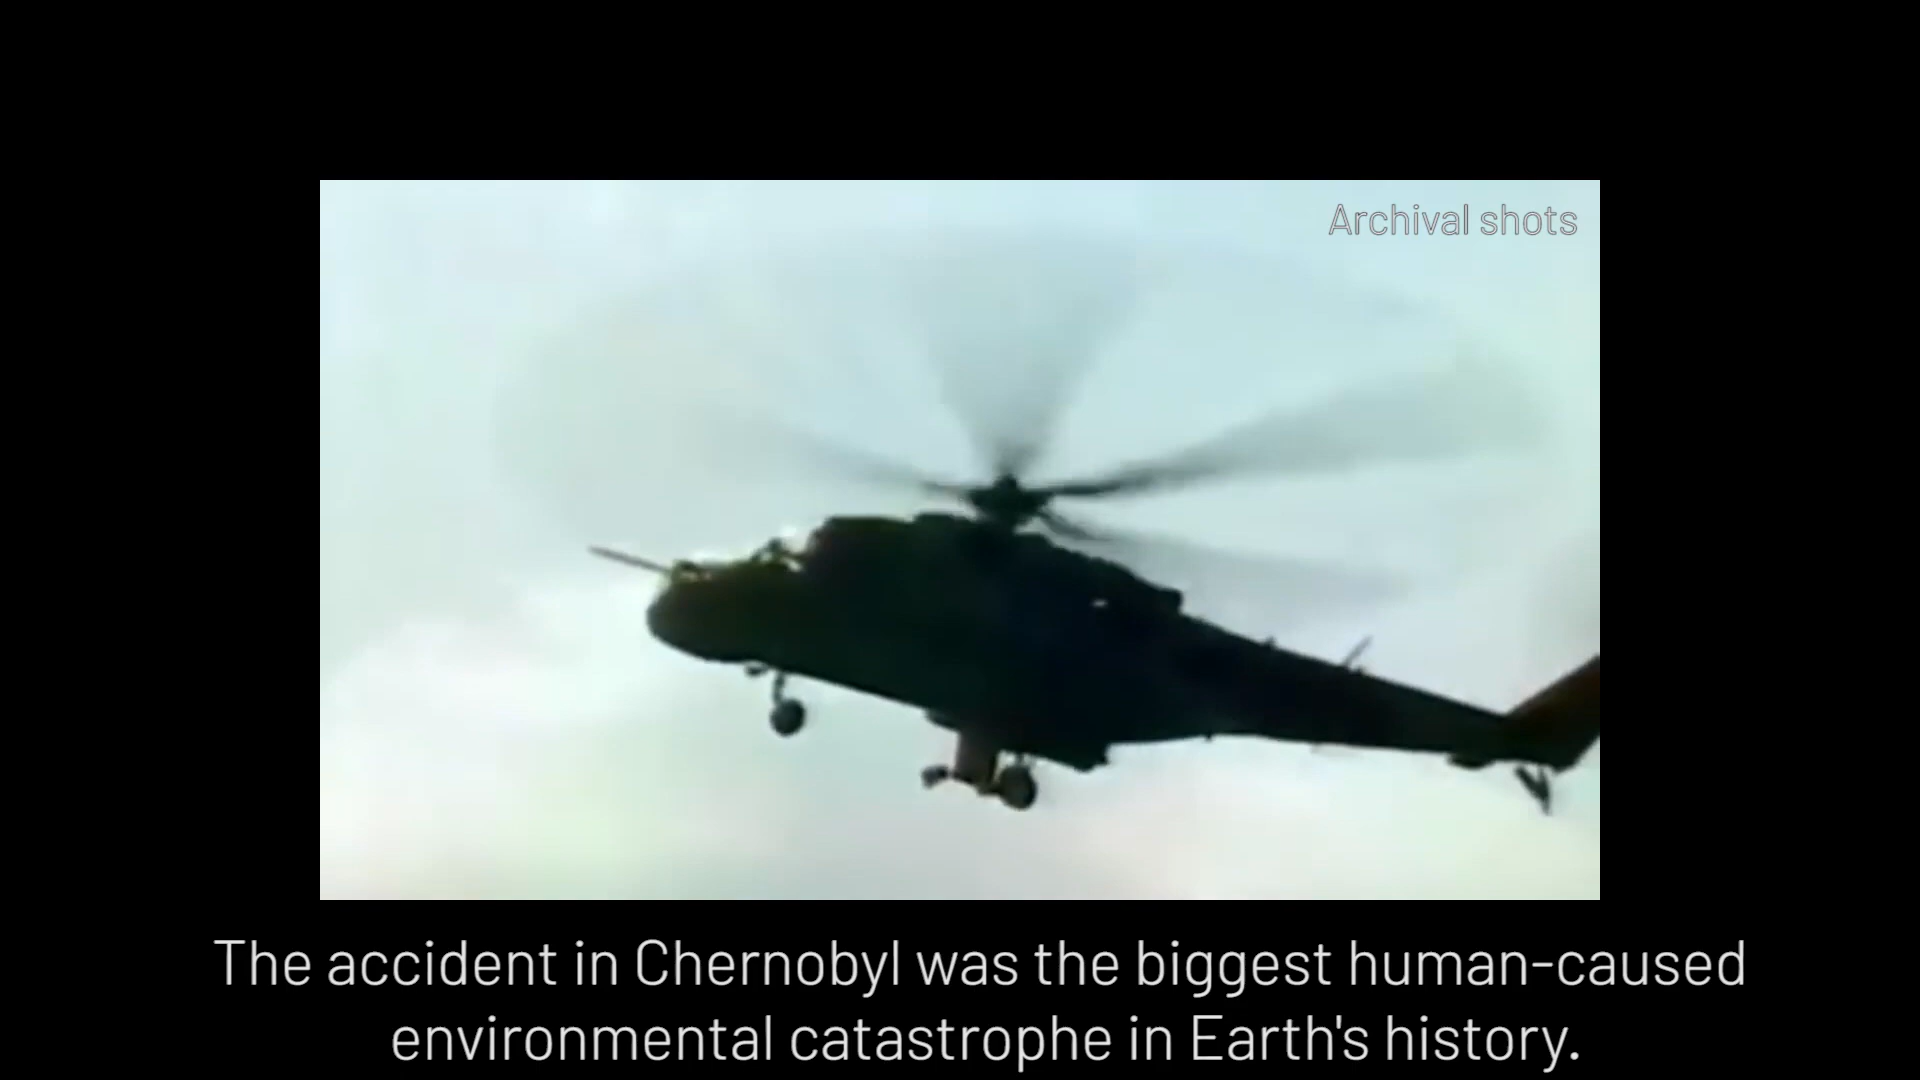 Archival shots
The accident in Chernobyl was the biggest human-caused
environmental catastrophe in Earth's history.